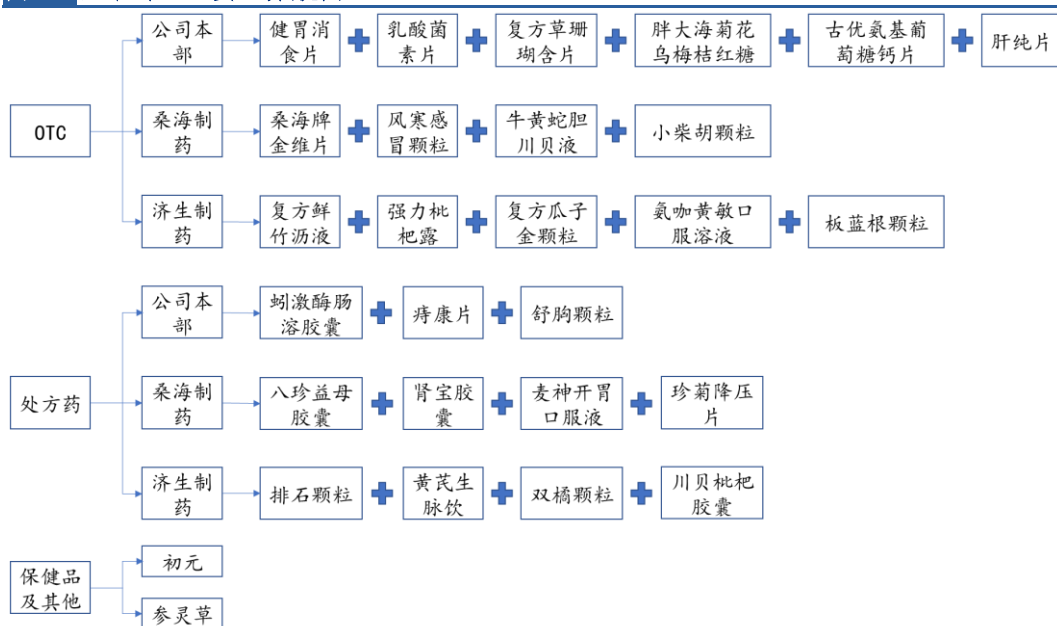 OTC
公司本
部
健胃消
食片
乳酸菌
素片
复方草珊
瑚含片
胖大海菊花
乌梅桔红糖
古优氨基葡
萄糖钙片
肝纯片
桑海制
药
桑海牌
金维片
风寒感
冒颗粒
牛黄蛇胆
川贝液
小柴胡颗粒
济生制
药
复方鲜
竹沥液
强力枇
杷露
复方瓜子
金颗粒
氨咖黄敏口
服溶液
板蓝根颗粒
处方药
公司本
部
蚓激酶肠
溶胶囊
痔康片
舒胸颗粒
桑海制
药
八珍益母
胶囊
肾宝胶
囊
麦神开胃
口服液
珍菊降压
片
济生制
药
排石颗粒
黄芪生
脉饮
双橘颗粒
川贝枇杷
胶囊
保健品
及其他
初元
参灵草